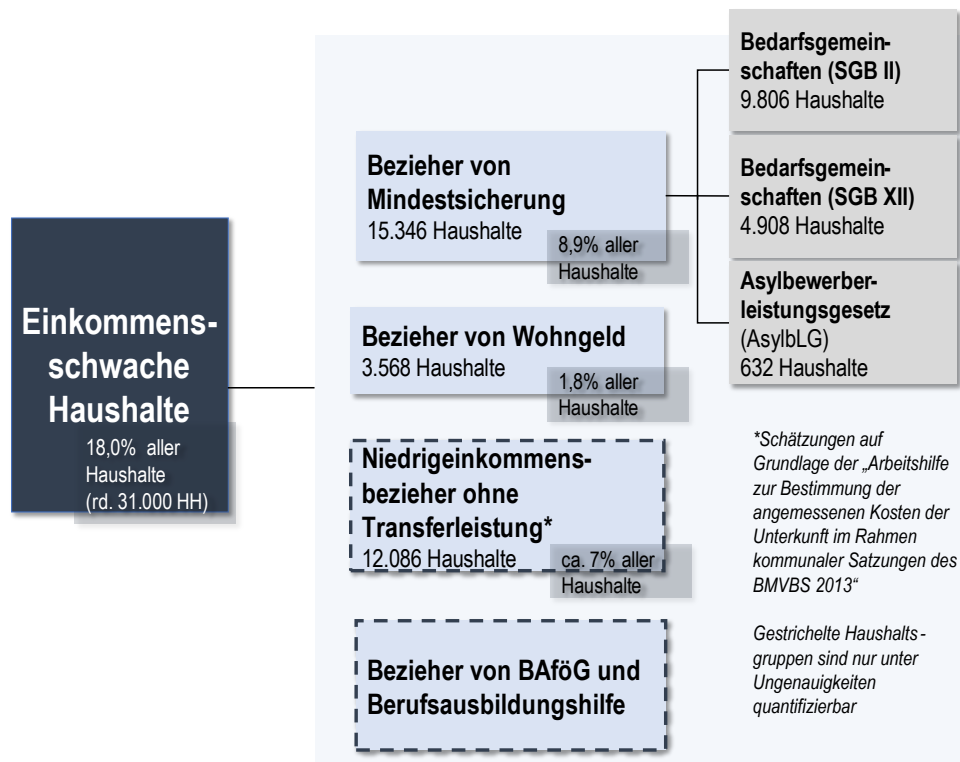 Einkommens-
schwache
Haushalte
18,0% aller
Haushalte
(rd. 31.000 HH)
Bezieher von
Mindestsicherung
15.346 Haushalte
8,9% aller
Haushalte
Bezieher von Wohngeld
3.568 Haushalte
1,8% aller
Haushalte
Niedrigeinkommens-
bezieher ohne
Transferleistung*
12.086 Haushalte
ca. 7% aller
Haushalte
Bezieher von BAföG und
Berufsausbildungshilfe
Bedarfsgemein-
schaften (SGB II)
9.806 Haushalte
Bedarfsgemein-
schaften (SGB XII)
4.908 Haushalte
Asylbewerber-
leistungsgesetz
(AsylbLG)
632 Haushalte
*Schätzungen auf
Grundlage der „Arbeitshilfe
zur Bestimmung der
angemessenen Kosten der
Unterkunft im Rahmen
kommunaler Satzungen des
BMVBS 2013“
Gestrichelte Haushalts-
gruppen sind nur unter
Ungenauigkeiten
quantifizierbar